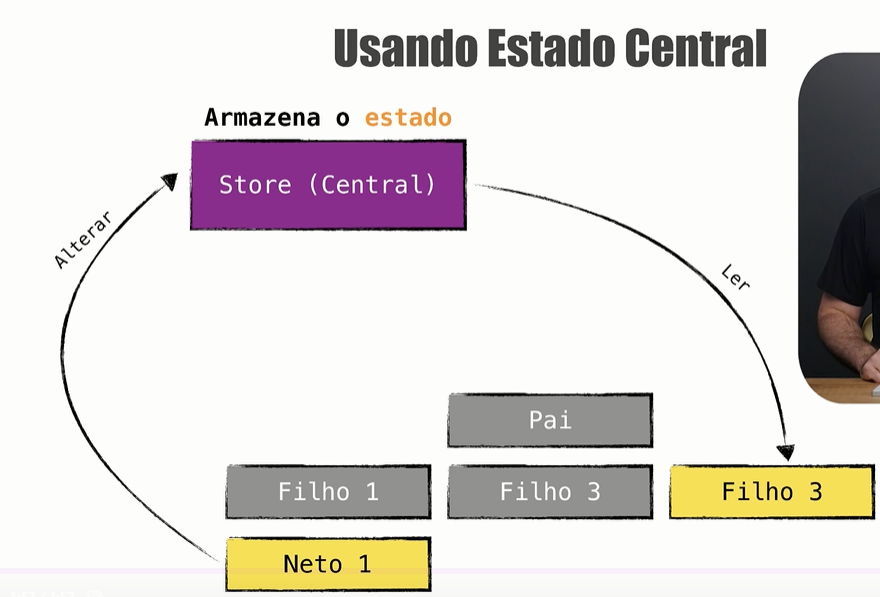 Usando Estado Central
Armazena o estado
Store (Central)
Alterar
Ler
Pai
Filho 1
Filho 3
Filho 3
Neto 1